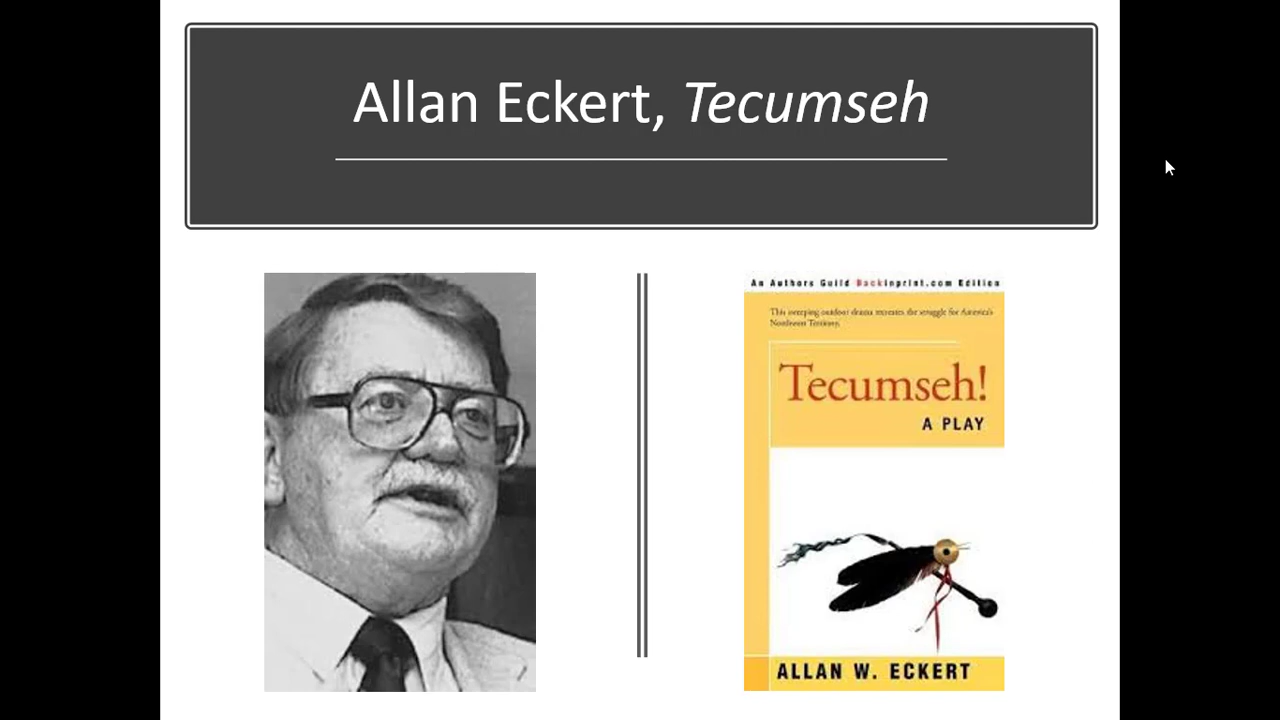 Allan Eckert, Tecumseh
An Authors Guild Backinprint.com Edition
This sweeping outdoor drama recreates the struggle for America's
Northwest Territory.
Tecumseh!
A PLAY
ALLAN W. ECKERT